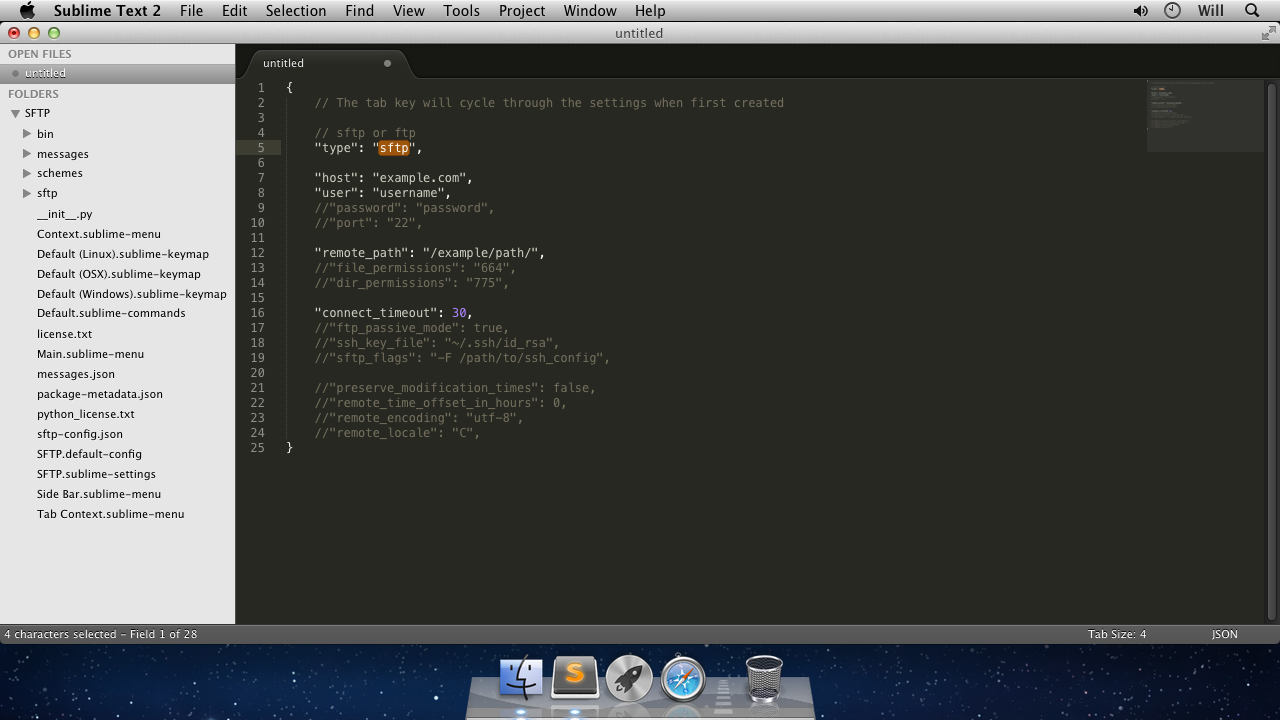 Sublime Text 2 File Edit Selection Find View Tools Project Window Help Will
untitled
OPEN FILES
untitled
FOLDERS
SFTP
bin
messages
schemes
sftp
__init__.py
Context.sublime-menu
Default (Linux).sublime-keymap
Default (OSX).sublime-keymap
Default (Windows).sublime-keymap
Default.sublime-commands
license.txt
Main.sublime-menu
messages.json
package-metadata.json
python_license.txt
sftp-config.json
SFTP.default-config
SFTP.sublime-settings
Side Bar.sublime-menu
Tab Context.sublime-menu
untitled
1 {
2 // The tab key will cycle through the settings when first created
3
4 // sftp or ftp
5 "type": "sftp",
6
7 "host": "example.com",
8 "user": "username",
9 //"password": "password",
10 //"port": "22",
11
12 "remote_path": "/example/path/",
13 //"file_permissions": "664",
14 //"dir_permissions": "775",
15
16 "connect_timeout": 30,
17 //"ftp_passive_mode": true,
18 //"ssh_key_file": "~/.ssh/id_rsa",
19 //"sftp_flags": "-F /path/to/ssh_config",
20
21 //"preserve_modification_times": false,
22 //"remote_time_offset_in_hours": 0,
23 //"remote_encoding": "utf-8",
24 //"remote_locale": "C",
25 }
4 characters selected – Field 1 of 28 Tab Size: 4 JSON
S